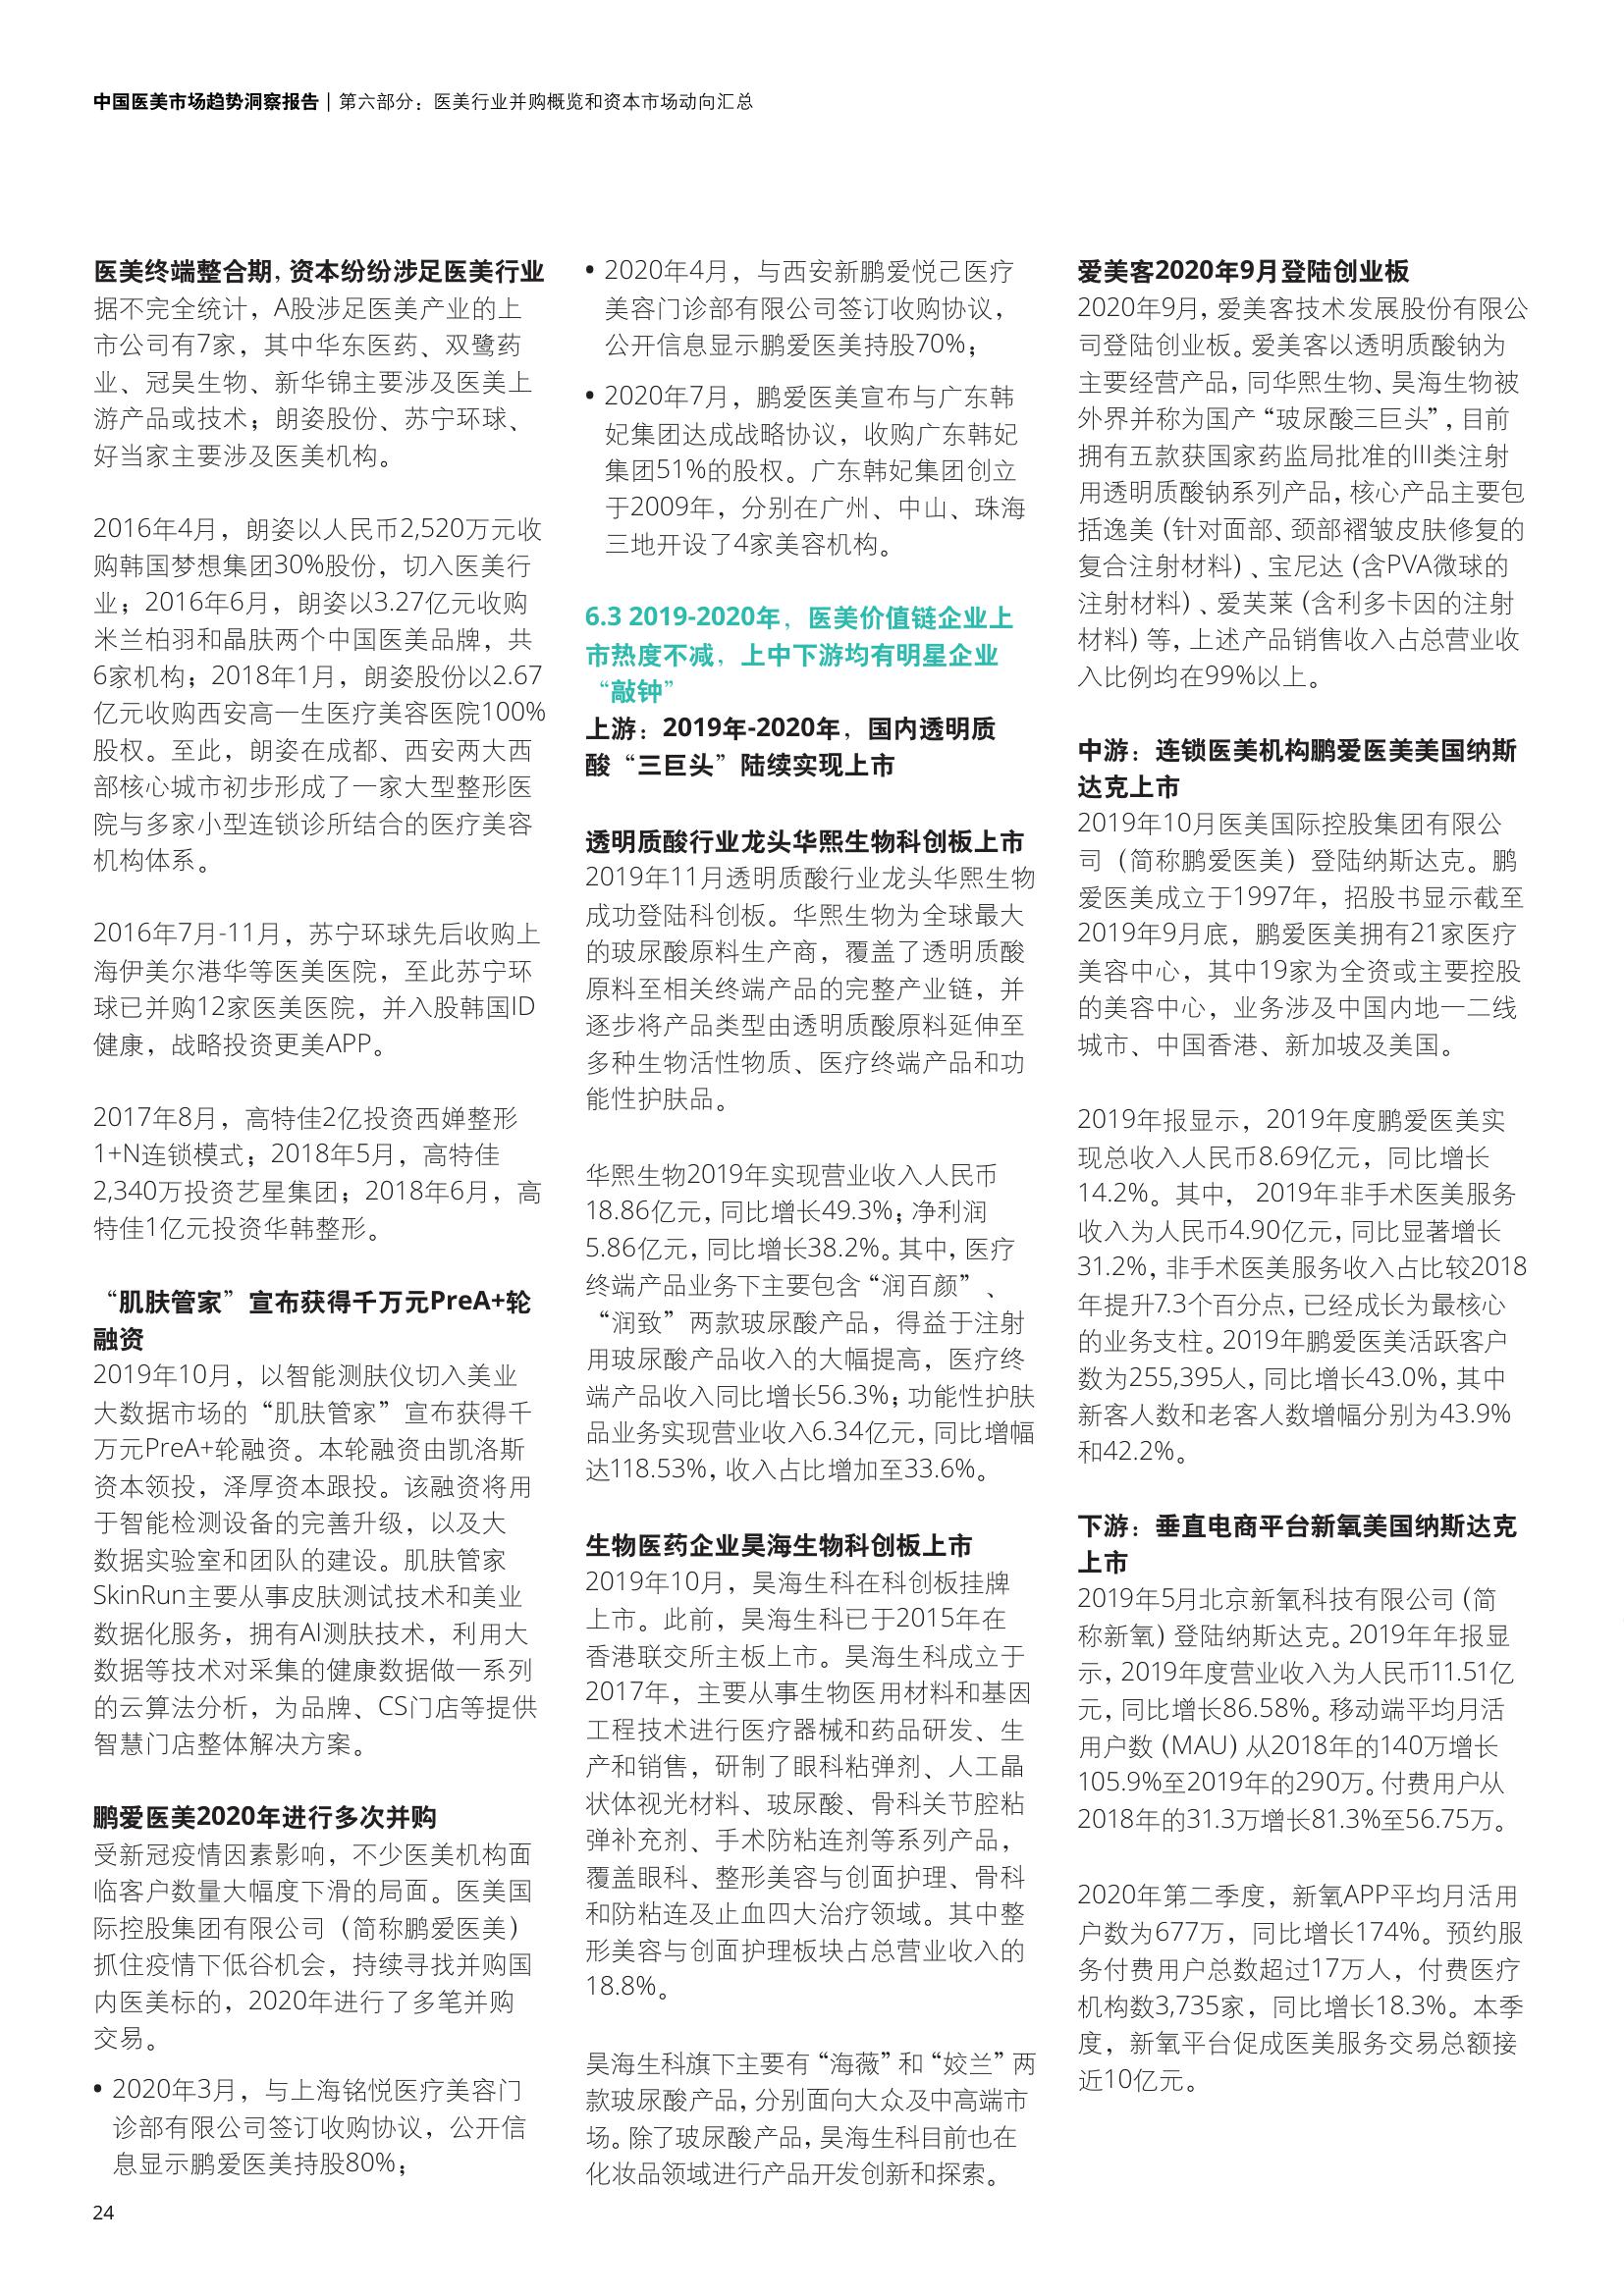 中国医美市场趋势洞察报告 | 第六部分：医美行业并购概览和资本市场动向汇总
医美终端整合期，资本纷纷涉足医美行业
据不完全统计，A股涉足医美产业的上
市公司有7家，其中华东医药、双鹭药
业、冠昊生物、新华锦主要涉及医美上
游产品或技术；朗姿股份、苏宁环球、
好当家主要涉及医美机构。
2016年4月，朗姿以人民币2,520万元收
购韩国梦想集团30%股份，切入医美行
业；2016年6月，朗姿以3.27亿元收购
米兰柏羽和晶肤两个中国医美品牌，共
6家机构；2018年1月，朗姿股份以2.67
亿元收购西安高一生医疗美容医院100%
股权。至此，朗姿在成都、西安两大西
部核心城市初步形成了一家大型整形医
院与多家小型连锁诊所结合的医疗美容
机构体系。
2016年7月-11月，苏宁环球先后收购上
海伊美尔港华等医美医院，至此苏宁环
球已并购12家医美医院，并入股韩国ID
健康，战略投资更美APP。
2017年8月，高特佳2亿投资西婵整形
1+N连锁模式；2018年5月，高特佳
2,340万投资艺星集团；2018年6月，高
特佳1亿元投资华韩整形。
“肌肤管家”宣布获得千万元PreA+轮
融资
2019年10月，以智能测肤仪切入美业
大数据市场的“肌肤管家”宣布获得千
万元PreA+轮融资。本轮融资由凯洛斯
资本领投，泽厚资本跟投。该融资将用
于智能检测设备的完善升级，以及大
数据实验室和团队的建设。肌肤管家
SkinRun主要从事皮肤测试技术和美业
数据化服务，拥有AI测肤技术，利用大
数据等技术对采集的健康数据做一系列
的云算法分析，为品牌、CS门店等提供
智慧门店整体解决方案。
鹏爱医美2020年进行多次并购
受新冠疫情因素影响，不少医美机构面
临客户数量大幅度下滑的局面。医美国
际控股集团有限公司（简称鹏爱医美）
抓住疫情下低谷机会，持续寻找并购国
内医美标的，2020年进行了多笔并购
交易。
• 2020年3月，与上海铭悦医疗美容门
诊部有限公司签订收购协议，公开信
息显示鹏爱医美持股80%；
• 2020年4月，与西安新鹏爱悦己医疗
美容门诊部有限公司签订收购协议，
公开信息显示鹏爱医美持股70%；
• 2020年7月，鹏爱医美宣布与广东韩
妃集团达成战略协议，收购广东韩妃
集团51%的股权。广东韩妃集团创立
于2009年，分别在广州、中山、珠海
三地开设了4家美容机构。
6.3 2019-2020年，医美价值链企业上
市热度不减，上中下游均有明星企业
“敲钟”
上游：2019年-2020年，国内透明质
酸“三巨头”陆续实现上市
透明质酸行业龙头华熙生物科创板上市
2019年11月透明质酸行业龙头华熙生物
成功登陆科创板。华熙生物为全球最大
的玻尿酸原料生产商，覆盖了透明质酸
原料至相关终端产品的完整产业链，并
逐步将产品类型由透明质酸原料延伸至
多种生物活性物质、医疗终端产品和功
能性护肤品。
华熙生物2019年实现营业收入人民币
18.86亿元，同比增长49.3%；净利润
5.86亿元，同比增长38.2%。其中，医疗
终端产品业务下主要包含“润百颜”、
“润致”两款玻尿酸产品，得益于注射
用玻尿酸产品收入的大幅提高，医疗终
端产品收入同比增长56.3%；功能性护肤
品业务实现营业收入6.34亿元，同比增幅
达118.53%，收入占比增加至33.6%。
生物医药企业昊海生物科创板上市
2019年10月，昊海生科在科创板挂牌
上市。此前，昊海生科已于2015年在
香港联交所主板上市。昊海生科成立于
2017年，主要从事生物医用材料和基因
工程技术进行医疗器械和药品研发、生
产和销售，研制了眼科粘弹剂、人工晶
状体视光材料、玻尿酸、骨科关节腔粘
弹补充剂、手术防粘连剂等系列产品，
覆盖眼科、整形美容与创面护理、骨科
和防粘连及止血四大治疗领域。其中整
形美容与创面护理板块占总营业收入的
18.8%。
昊海生科旗下主要有“海薇”和“姣兰”两
款玻尿酸产品，分别面向大众及中高端市
场。除了玻尿酸产品，昊海生科目前也在
化妆品领域进行产品开发创新和探索。
爱美客2020年9月登陆创业板
2020年9月，爱美客技术发展股份有限公
司登陆创业板。爱美客以透明质酸钠为
主要经营产品，同华熙生物、昊海生物被
外界并称为国产“玻尿酸三巨头”，目前
拥有五款获国家药监局批准的III类注射
用透明质酸钠系列产品，核心产品主要包
括逸美（针对面部、颈部褶皱皮肤修复的
复合注射材料）、宝尼达（含PVA微球的
注射材料）、爱芙莱（含利多卡因的注射
材料）等，上述产品销售收入占总营业收
入比例均在99%以上。
中游：连锁医美机构鹏爱医美美国纳斯
达克上市
2019年10月医美国际控股集团有限公
司（简称鹏爱医美）登陆纳斯达克。鹏
爱医美成立于1997年，招股书显示截至
2019年9月底，鹏爱医美拥有21家医疗
美容中心，其中19家为全资或主要控股
的美容中心，业务涉及中国内地一二线
城市、中国香港、新加坡及美国。
2019年报显示，2019年度鹏爱医美实
现总收入人民币8.69亿元，同比增长
14.2%。其中， 2019年非手术医美服务
收入为人民币4.90亿元，同比显著增长
31.2%，非手术医美服务收入占比较2018
年提升7.3个百分点，已经成长为最核心
的业务支柱。2019年鹏爱医美活跃客户
数为255,395人，同比增长43.0%，其中
新客人数和老客人数增幅分别为43.9%
和42.2%。
下游：垂直电商平台新氧美国纳斯达克
上市
2019年5月北京新氧科技有限公司（简
称新氧）登陆纳斯达克。2019年年报显
示，2019年度营业收入为人民币11.51亿
元，同比增长86.58%。移动端平均月活
用户数（MAU）从2018年的140万增长
105.9%至2019年的290万。付费用户从
2018年的31.3万增长81.3%至56.75万。
2020年第二季度，新氧APP平均月活用
户数为677万，同比增长174%。预约服
务付费用户总数超过17万人，付费医疗
机构数3,735家，同比增长18.3%。本季
度，新氧平台促成医美服务交易总额接
近10亿元。
24